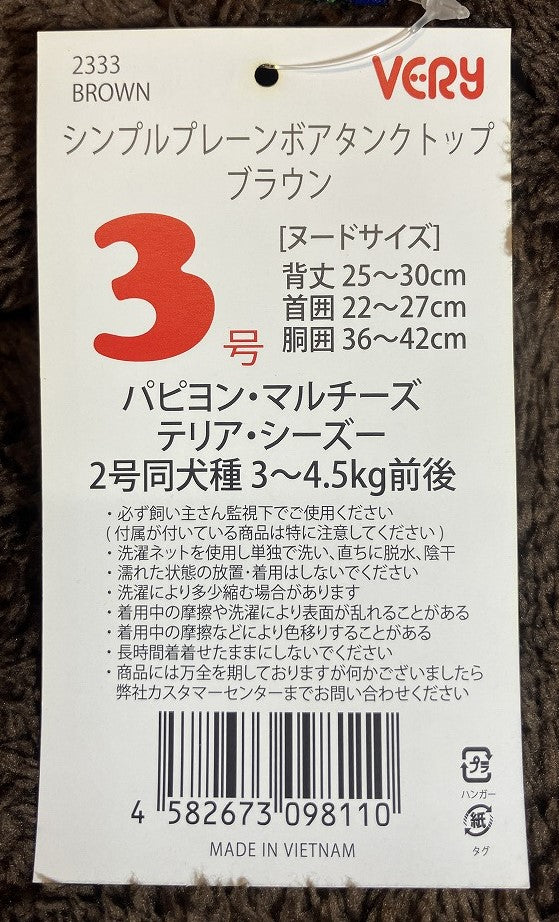 2333
BROWN
VERY
シンプルプレーンボアタンクトップ
ブラウン
3号
[ヌードサイズ]
背丈 25〜30cm
首囲 22〜27cm
胴囲 36〜42cm
パピヨン・マルチーズ
テリア・シーズー
2号同犬種 3〜4.5kg前後
・必ず飼い主さん監視下でご使用ください
(付属が付いている商品は特に注意してください)
・洗濯ネットを使用し単独で洗い、直ちに脱水、陰干
・濡れた状態の放置・着用はしないでください
・洗濯により多少縮む場合があります
・着用中の摩擦や洗濯により表面が乱れることがある
・着用中の摩擦などにより色移りすることがある
・長時間着着せたままにしないでください
・商品には万全を期しておりますが何かございましたら
弊社カスタマーセンターまでお問い合わせください
4 582673 098110
MADE IN VIETNAM
プラ
ハンガー
紙
タグ